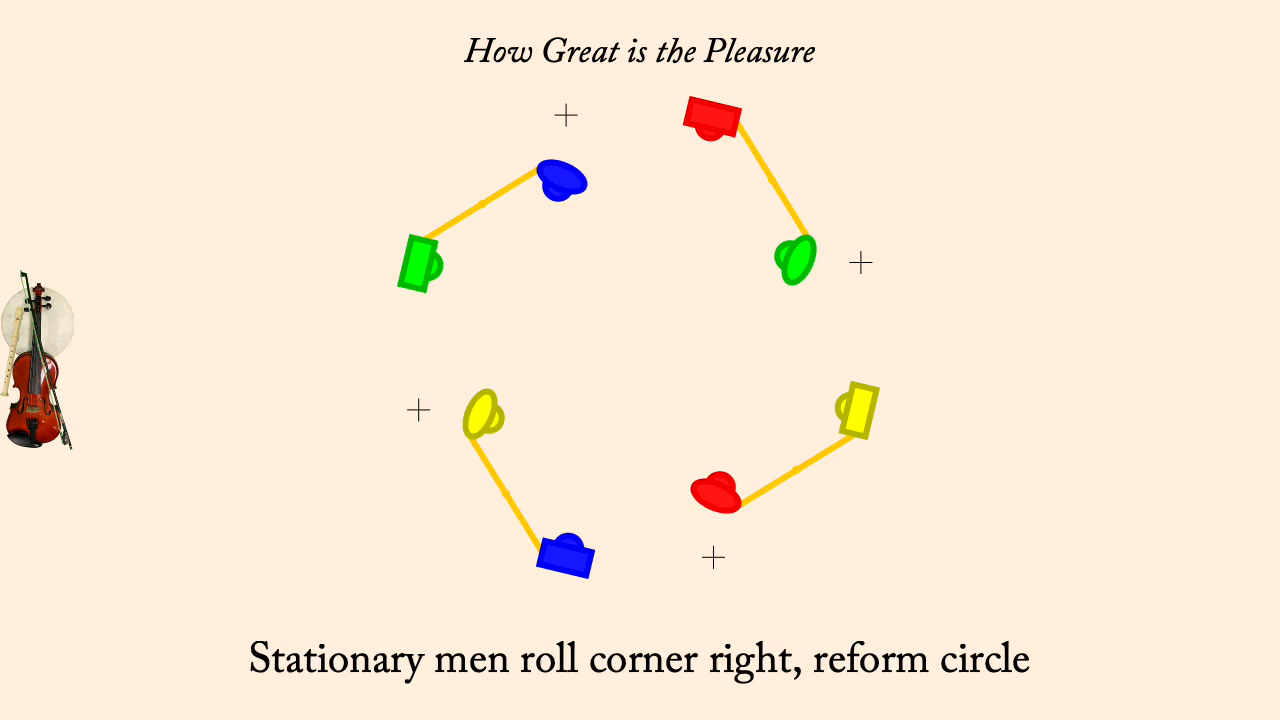 How Great is the Pleasure
Stationary men roll corner right, reform circle